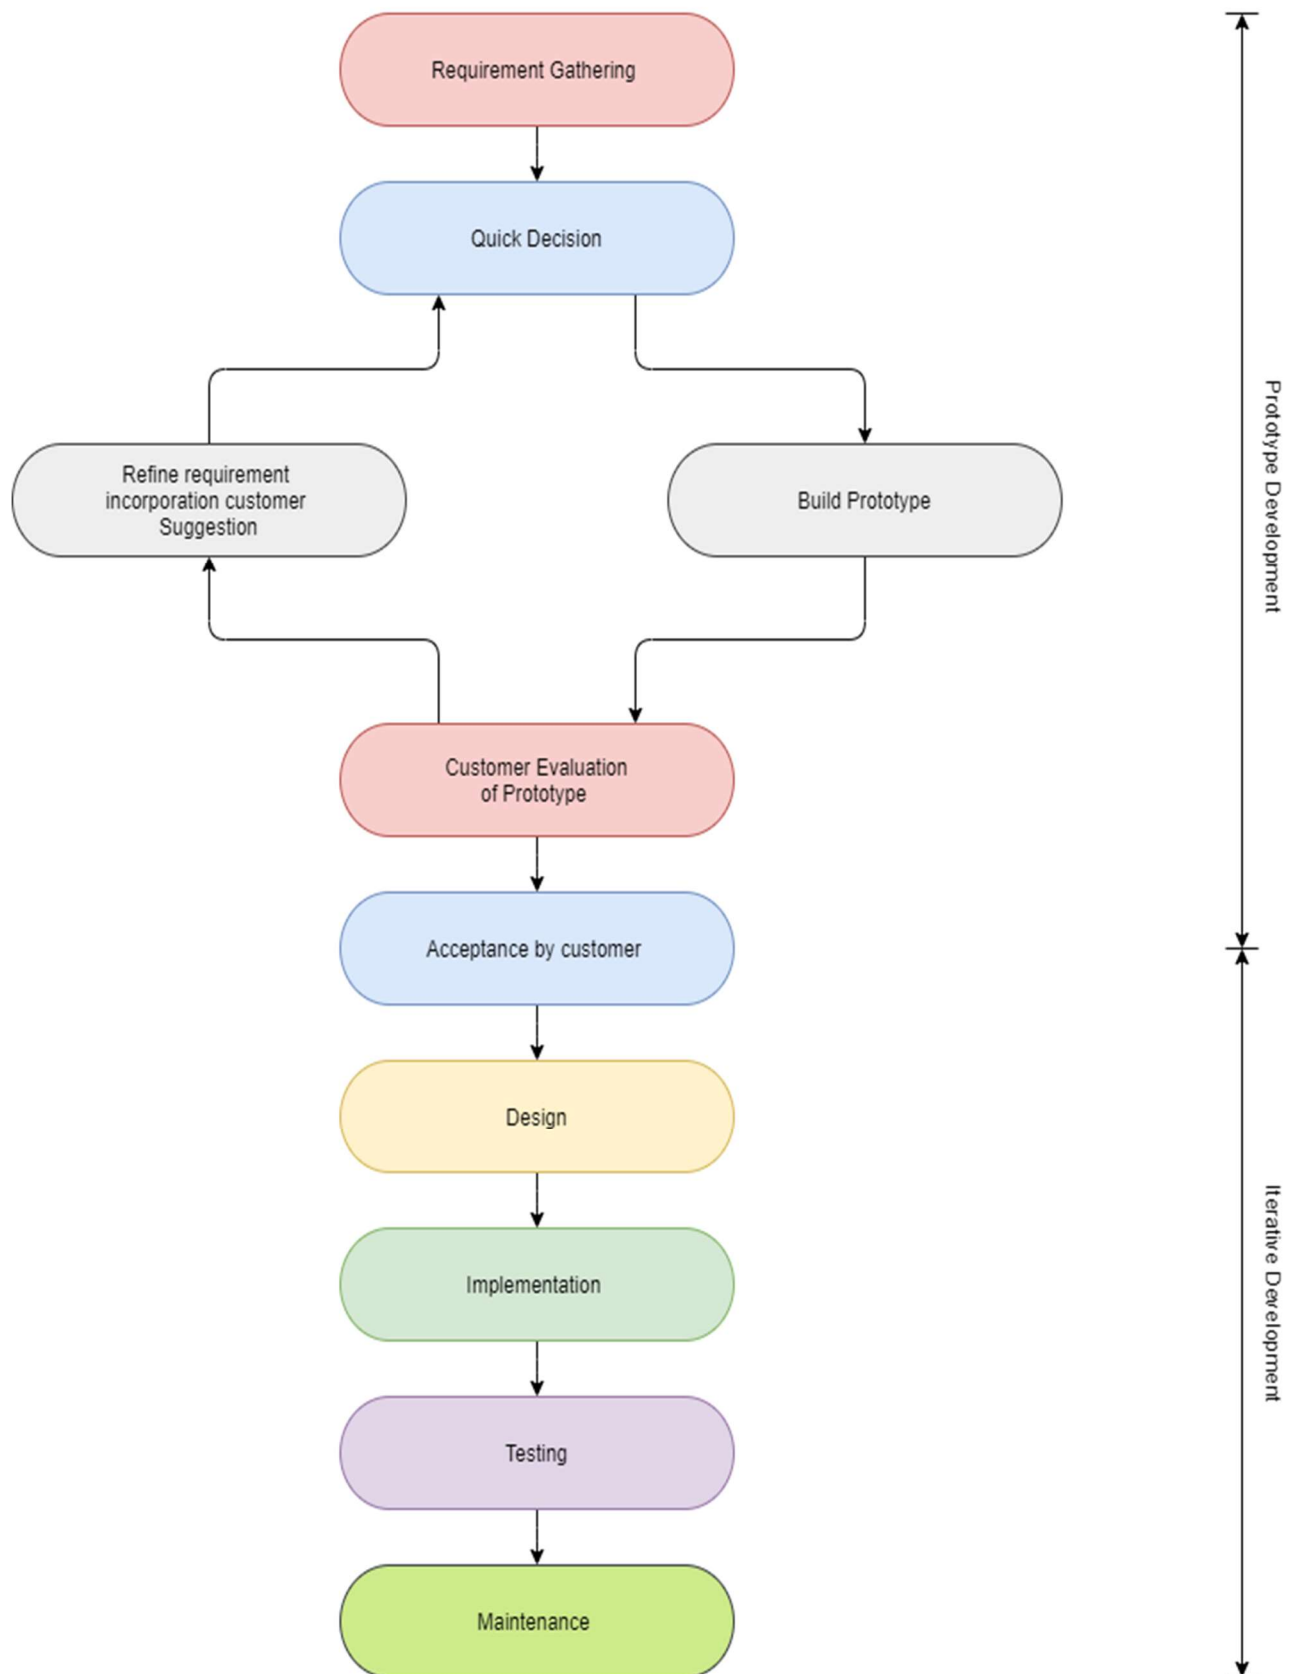 Requirement Gathering
Quick Decision
Refine requirement
incorporation customer
Suggestion
Build Prototype
Customer Evaluation
of Prototype
Acceptance by customer
Design
Implementation
Testing
Maintenance
Prototype Development
Iterative Development